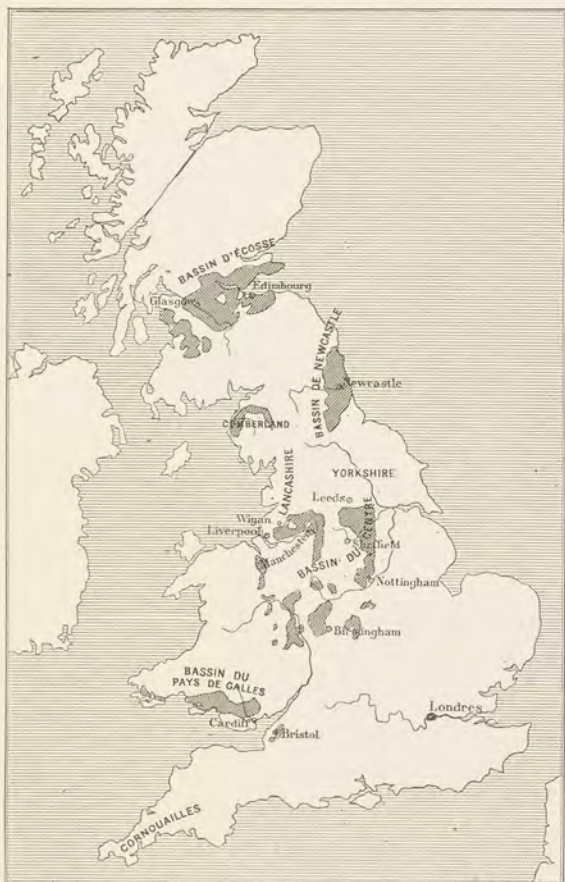 BASSIN D'ÉCOSSE
Edimbourg
Glasgow
BASSIN DE NEWCASTLE
Newcastle
CUMBERLAND
LANCASHIRE
YORKSHIRE
Leeds
Wigan
Liverpool
Manchester
Sheffield
BASSIN DU CENTRE
Nottingham
Birmingham
BASSIN DU
PAYS DE GALLES
Cardiff
Londres
Bristol
CORNOUAILLES